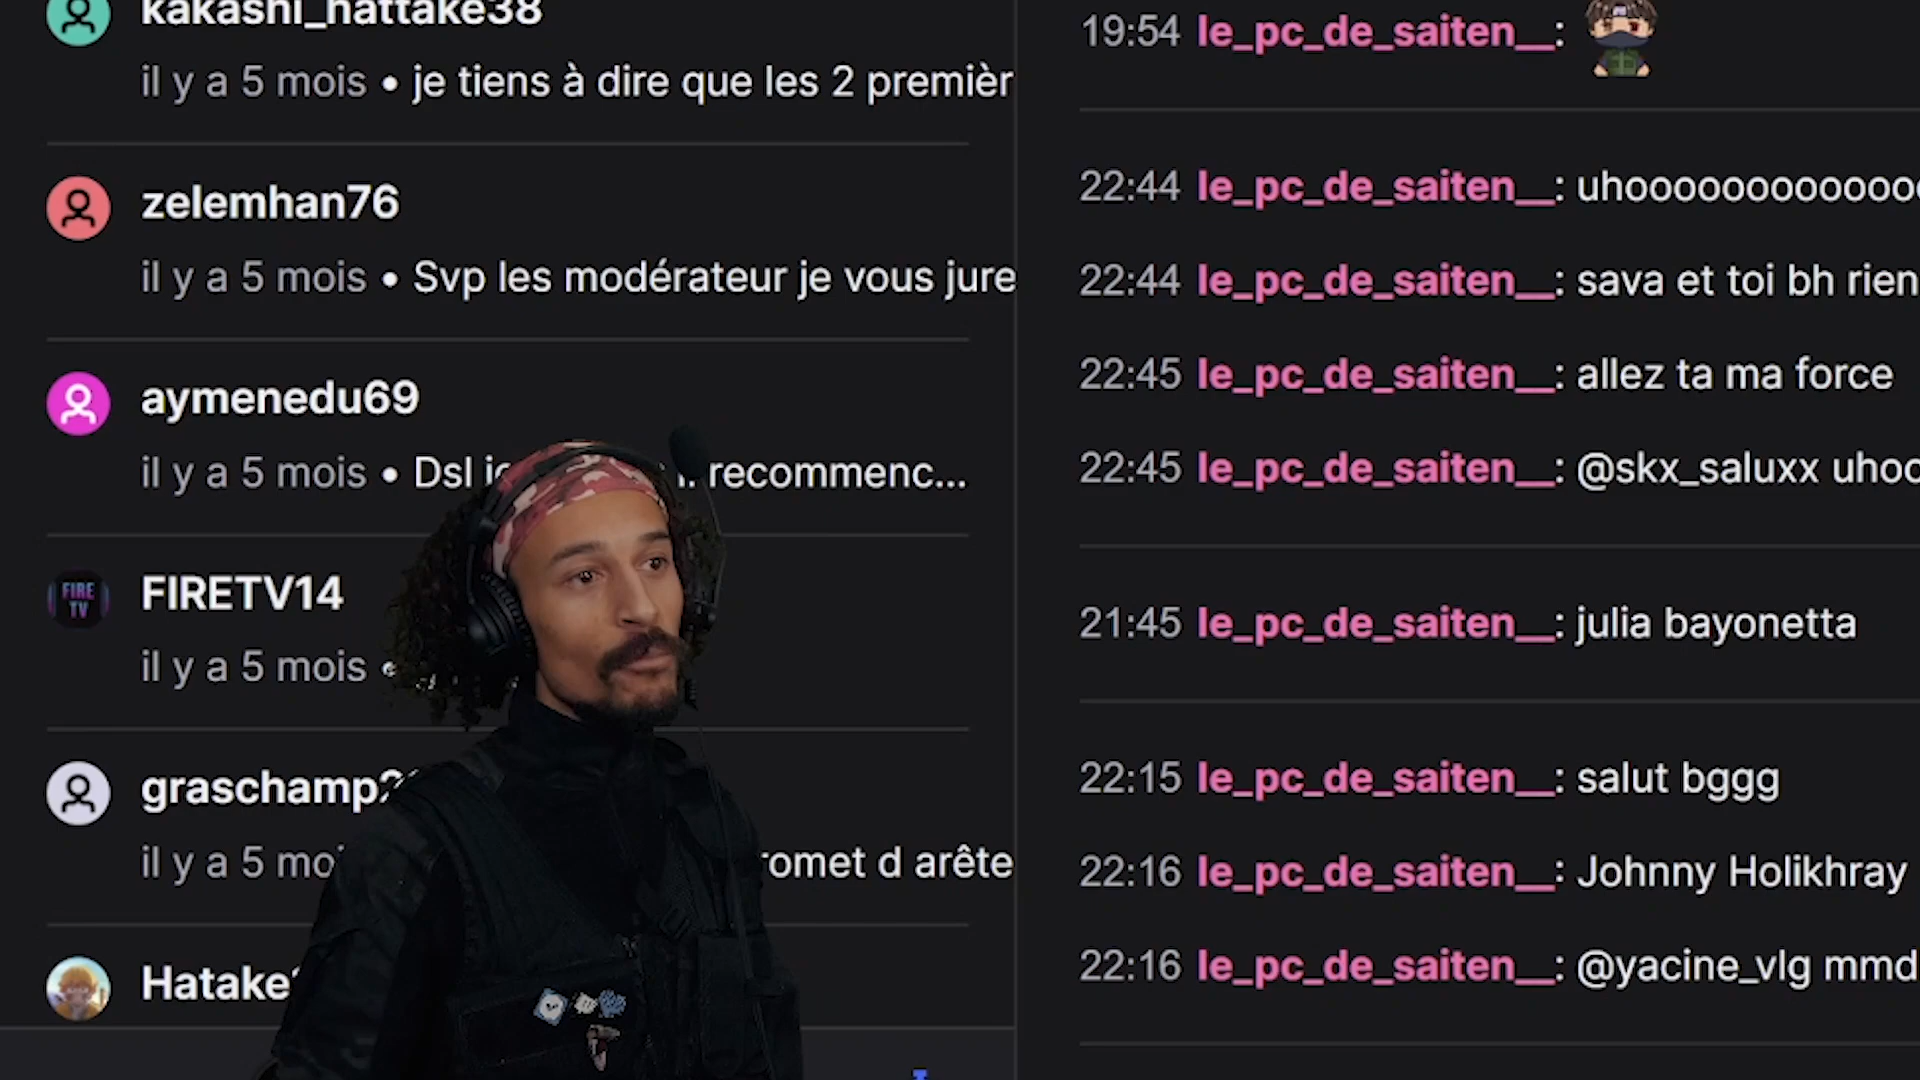 kakashi_hattake38
il y a 5 mois • je tiens à dire que les 2 premièr
zelemhan76
il y a 5 mois • Svp les modérateur je vous jure
aymenedu69
il y a 5 mois • Dsl recommenc...
FIRE
TV
FIRETV14
il y a 5 mois
graschamp
il y a 5 moi
romet d arête
Hatake
19:54 le_pc_de_saiten__:
22:44 le_pc_de_saiten__: uhooooooooooooo
22:44 le_pc_de_saiten__: sava et toi bh rien
22:45 le_pc_de_saiten__: allez ta ma force
22:45 le_pc_de_saiten__: @skx_saluxx uhoo
21:45 le_pc_de_saiten__: julia bayonetta
22:15 le_pc_de_saiten__: salut bggg
22:16 le_pc_de_saiten__: Johnny Holikhray
22:16 le_pc_de_saiten__: @yacine_vlg mmd